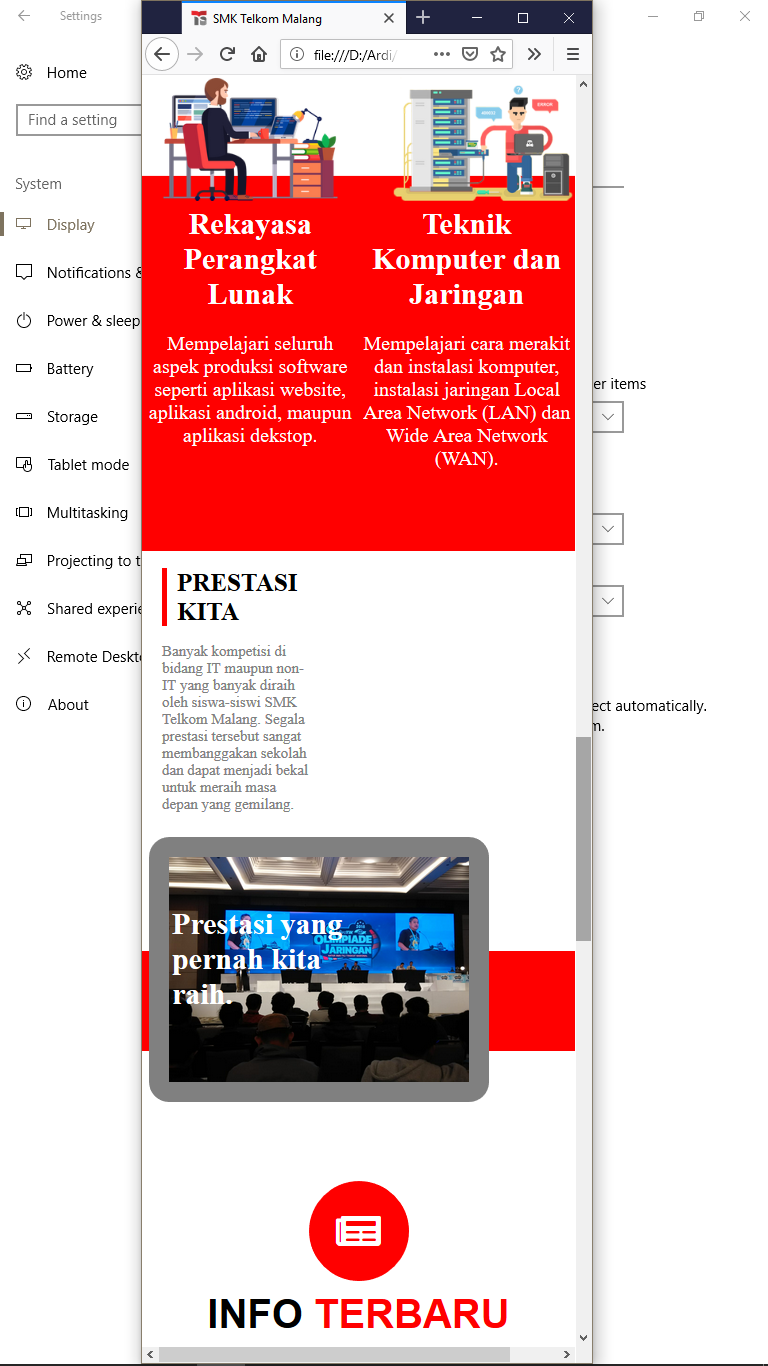 Settings
SMK Telkom Malang
file:///D:/Ardi/
Home
Find a setting
System
Display
Notifications &
Power & sleep
Battery
Storage
Tablet mode
Multitasking
Projecting to t
Shared experie
Remote Deskto
About
er items
ect automatically.
m.
ERROR
Rekayasa
Perangkat
Lunak
Mempelajari seluruh
aspek produksi software
seperti aplikasi website,
aplikasi android, maupun
aplikasi dekstop.
Teknik
Komputer dan
Jaringan
Mempelajari cara merakit
dan instalasi komputer,
instalasi jaringan Local
Area Network (LAN) dan
Wide Area Network
(WAN).
PRESTASI
KITA
Banyak kompetisi di
bidang IT maupun non-
IT yang banyak diraih
oleh siswa-siswi SMK
Telkom Malang. Segala
prestasi tersebut sangat
membanggakan sekolah
dan dapat menjadi bekal
untuk meraih masa
depan yang gemilang.
Prestasi yang
pernah kita
raih.
OLIMPIADE
JARINGAN
INFO TERBARU